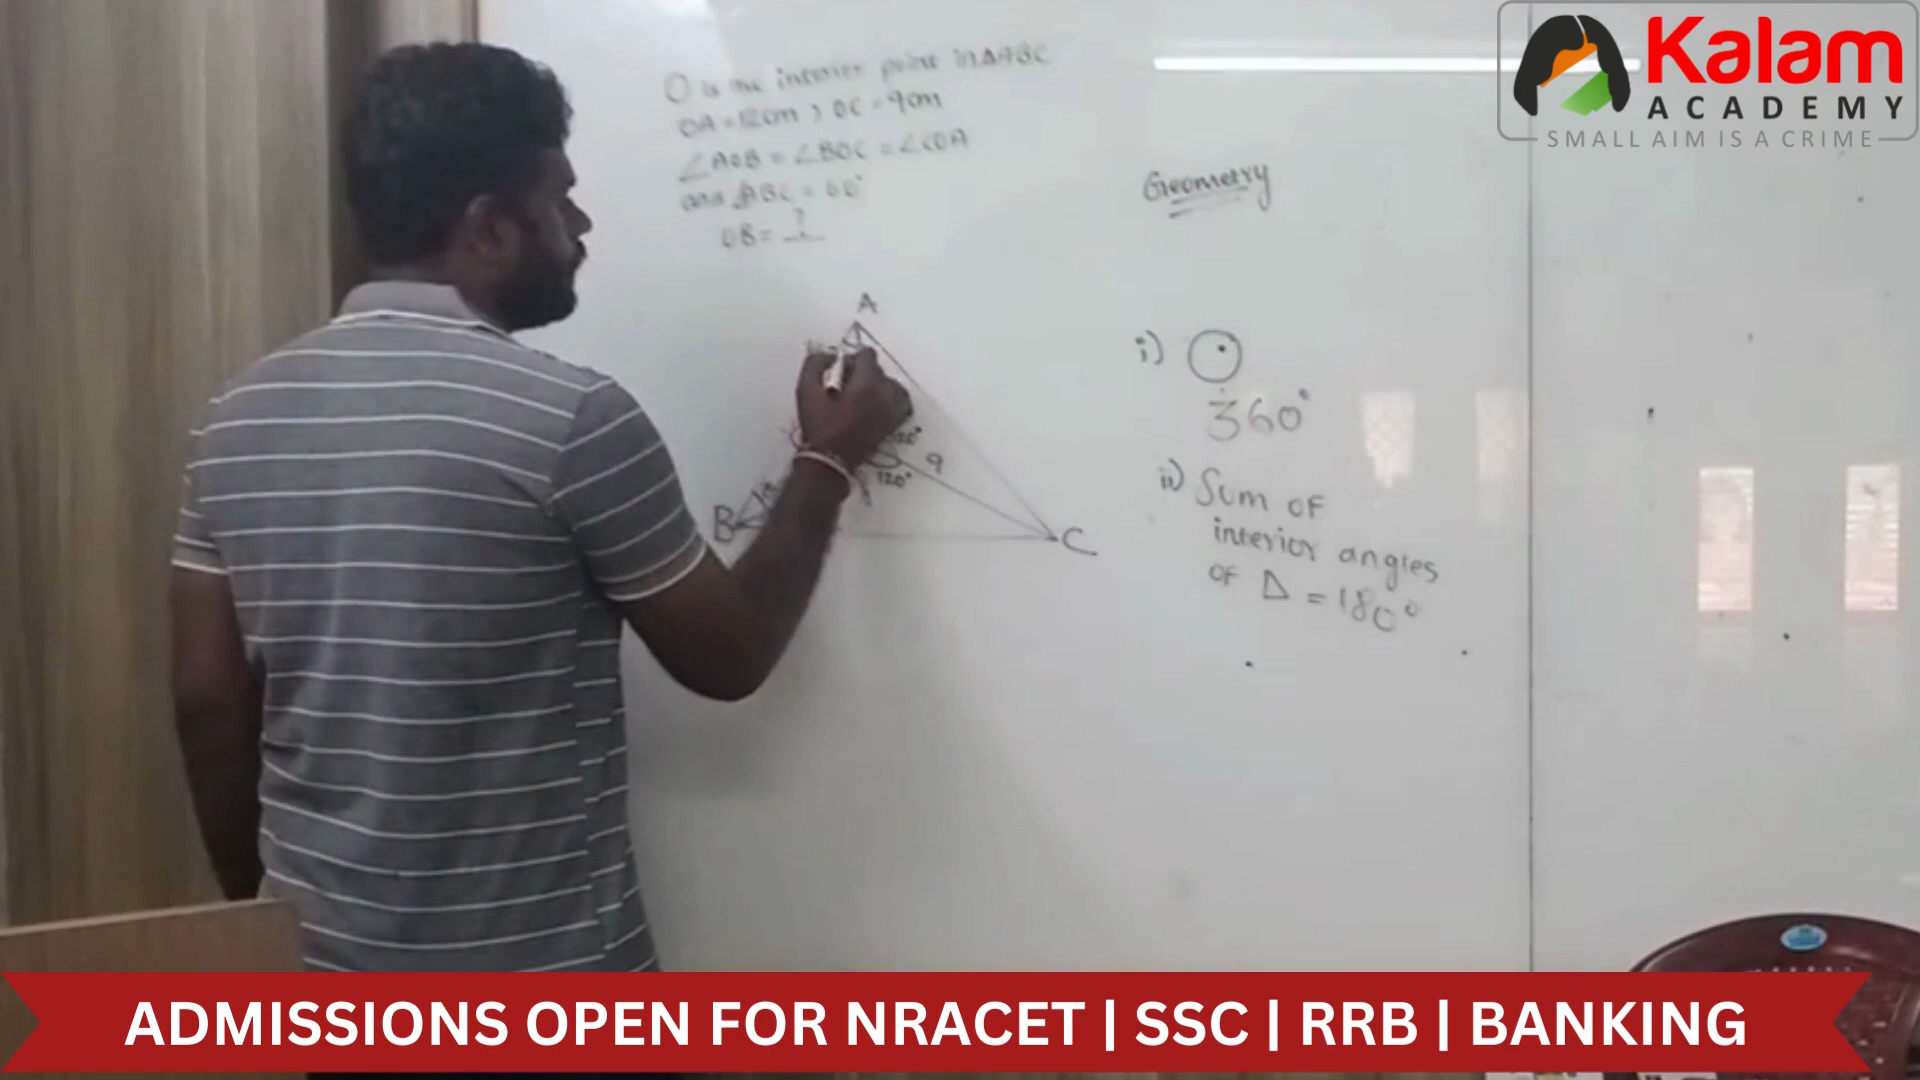 Kalam
ACADEMY
SMALL AIM IS A CRIME
O is the interior point in ΔABC
OA = 12cm, OC = 9cm
∠AOB = ∠BOC = ∠COA
and ∠ABC = 60°
OB = ?
Geometry
A
B
C
9
120°
120°
i)
360°
ii) Sum of
interior angles
of Δ = 180°
ADMISSIONS OPEN FOR NRACET | SSC | RRB | BANKING